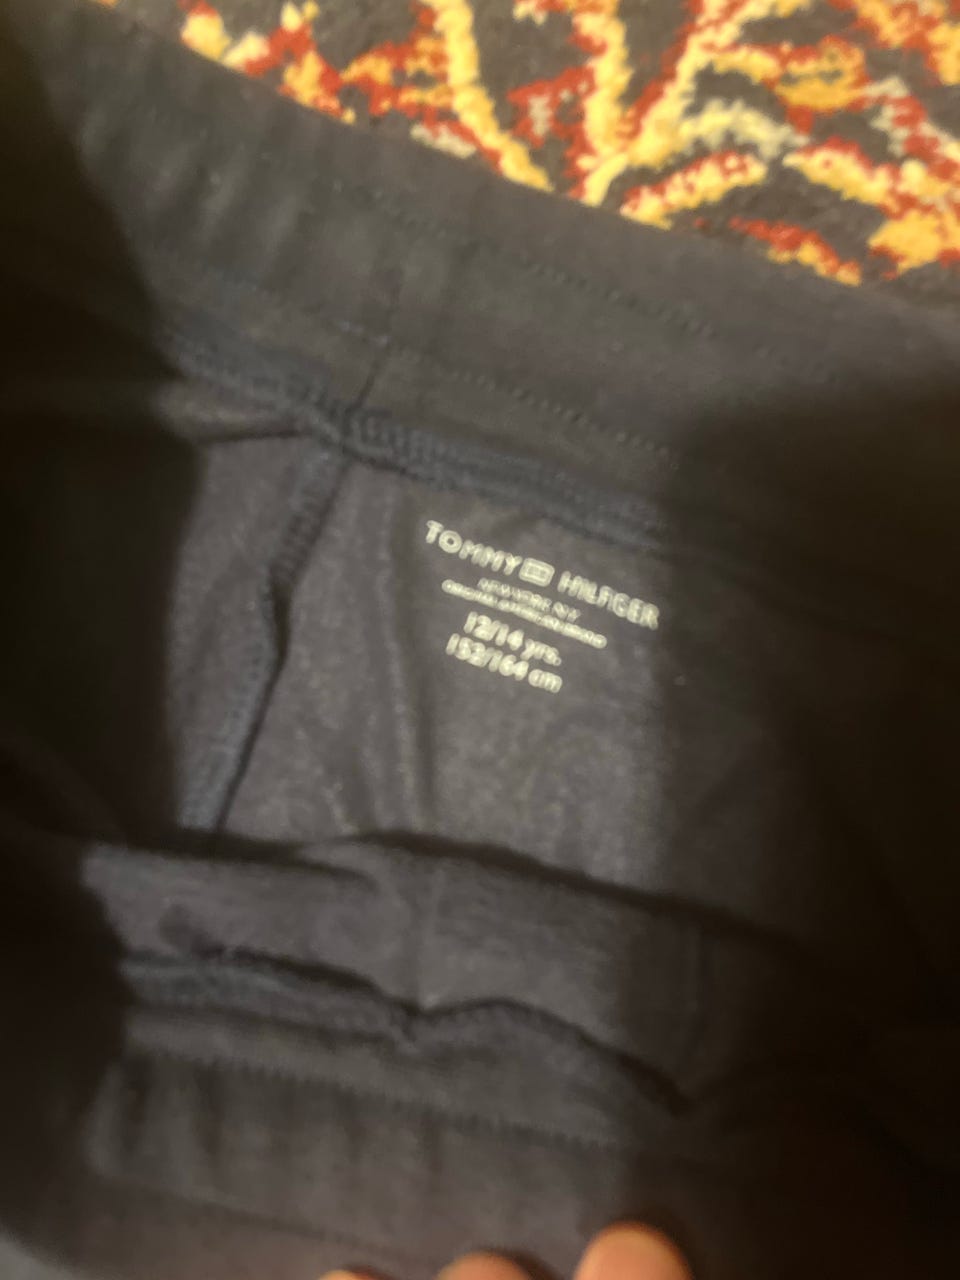 TOMMY HILFIGER
NEW YORK, NY
12/14 yrs.
152/164 cm